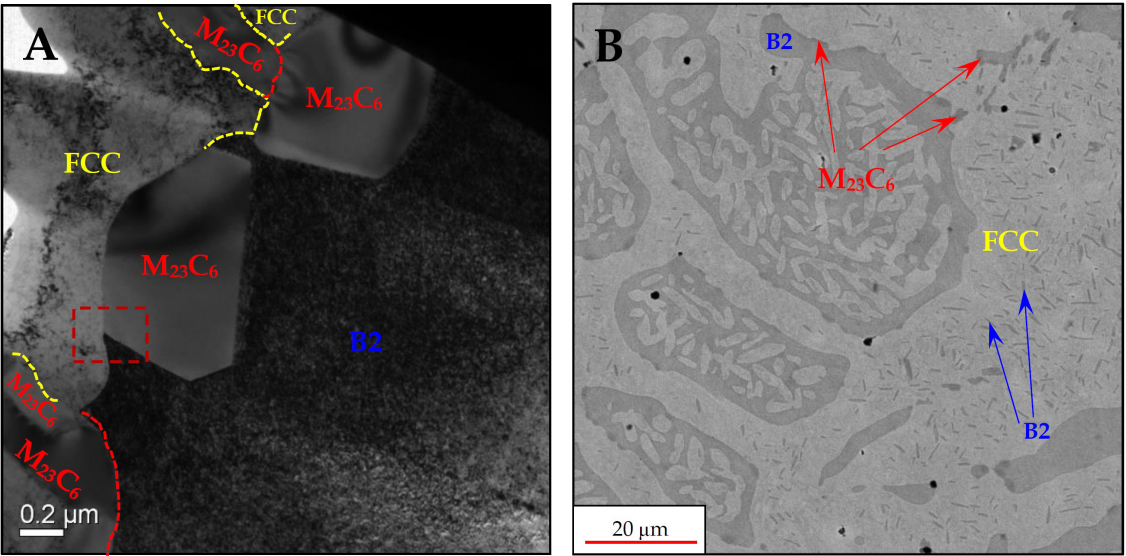 A
FCC
M₂₃C₆
M₂₃C₆
FCC
M₂₃C₆
B2
M₂₃C₆
M₂₃C₆
0.2 µm
B
B2
M₂₃C₆
FCC
B2
20 µm